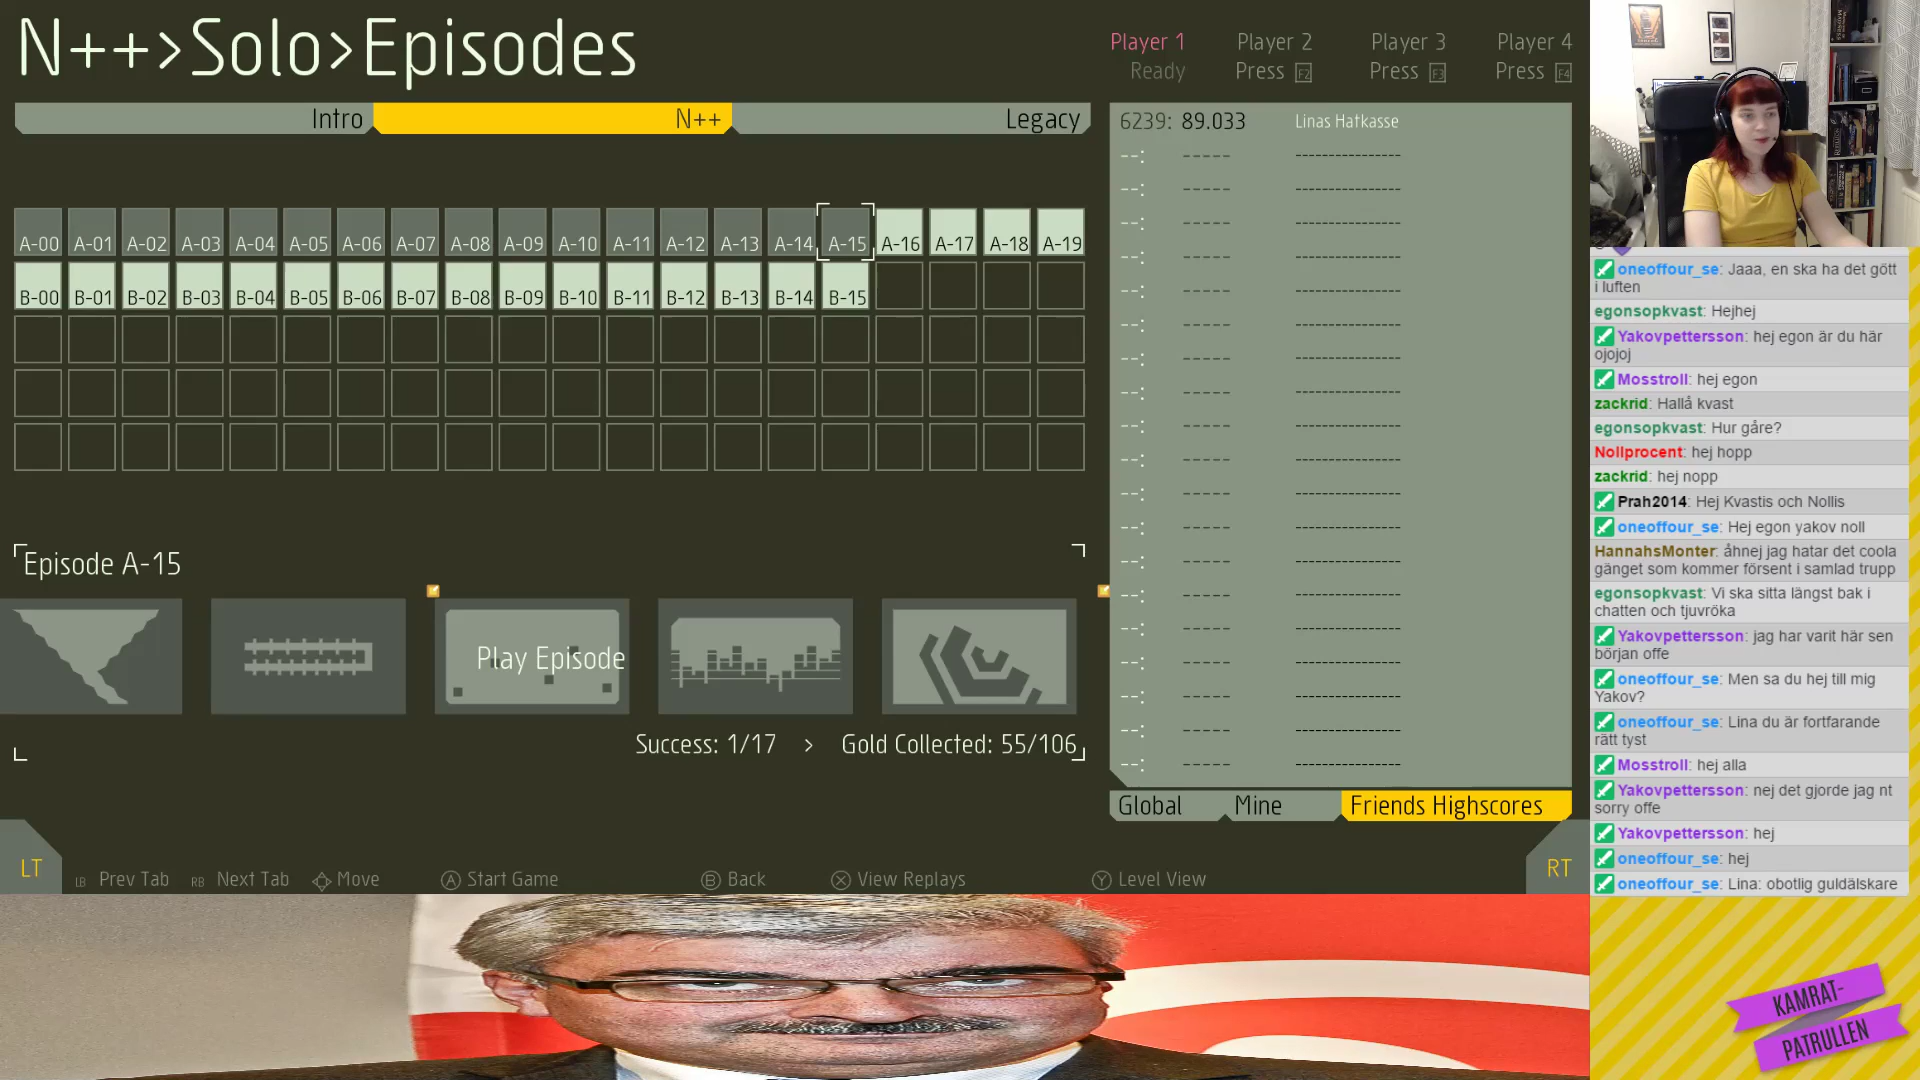 N++>Solo>Episodes
Player 1
Ready
Player 2
Press F2
Player 3
Press F3
Player 4
Press F4
Intro
N++
Legacy
6239: 89.033 Linas Hatkasse
A-00 A-01 A-02 A-03 A-04 A-05 A-06 A-07 A-08 A-09 A-10 A-11 A-12 A-13 A-14 A-15 A-16 A-17 A-18 A-19
B-00 B-01 B-02 B-03 B-04 B-05 B-06 B-07 B-08 B-09 B-10 B-11 B-12 B-13 B-14 B-15
Episode A-15
Play Episode
Success: 1/17 > Gold Collected: 55/106
Global
Mine
Friends Highscores
LT
LB Prev Tab RB Next Tab Move A Start Game B Back X View Replays Y Level View
RT
oneoffour_se: Jaaa, en ska ha det gött
i luften
egonsopkvast: Hejhej
Yakovpettersson: hej egon är du här
ojojoj
Mosstroll: hej egon
zackrid: Hallå kvast
egonsopkvast: Hur gåre?
Nollprocent: hej hopp
zackrid: hej nopp
Prah2014: Hej Kvastis och Nollis
oneoffour_se: Hej egon yakov noll
HannahsMonter: åhnej jag hatar det coola
gänget som kommer försent i samlad trupp
egonsopkvast: Vi ska sitta längst bak i
chatten och tjuvröka
Yakovpettersson: jag har varit här sen
början offe
oneoffour_se: Men sa du hej till mig
Yakov?
oneoffour_se: Lina du är fortfarande
rätt tyst
Mosstroll: hej alla
Yakovpettersson: nej det gjorde jag nt
sorry offe
Yakovpettersson: hej
oneoffour_se: hej
oneoffour_se: Lina: obotlig guldälskare
KAMRAT-
PATRULLEN